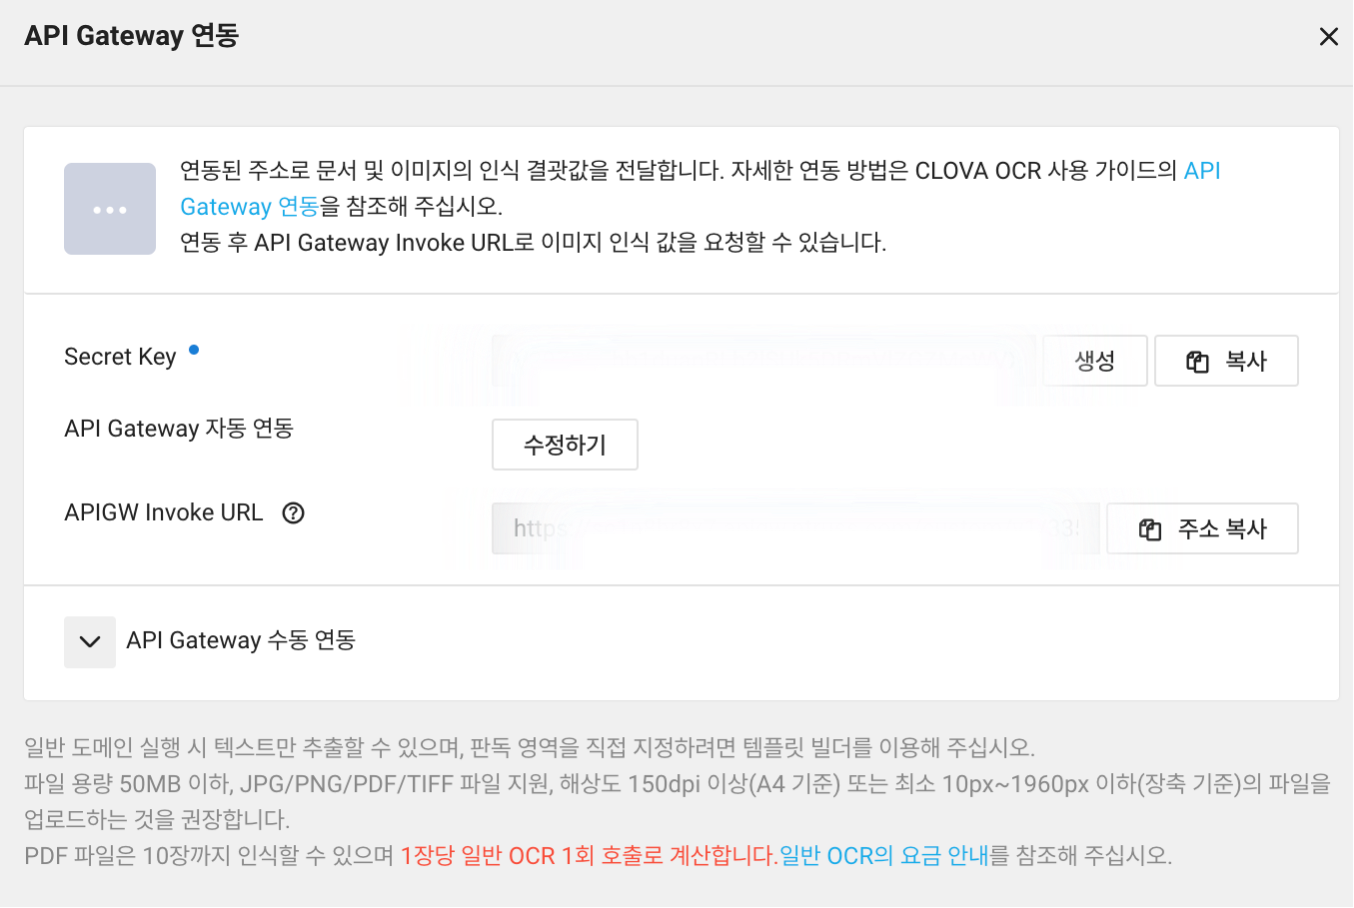 API Gateway 연동
연동된 주소로 문서 및 이미지의 인식 결괏값을 전달합니다. 자세한 연동 방법은 CLOVA OCR 사용 가이드의 API
Gateway 연동을 참조해 주십시오.
연동 후 API Gateway Invoke URL로 이미지 인식 값을 요청할 수 있습니다.
Secret Key
생성
복사
API Gateway 자동 연동
수정하기
APIGW Invoke URL
주소 복사
API Gateway 수동 연동
일반 도메인 실행 시 텍스트만 추출할 수 있으며, 판독 영역을 직접 지정하려면 템플릿 빌더를 이용해 주십시오.
파일 용량 50MB 이하, JPG/PNG/PDF/TIFF 파일 지원, 해상도 150dpi 이상(A4 기준) 또는 최소 10px~1960px 이하(장축 기준)의 파일을
업로드하는 것을 권장합니다.
PDF 파일은 10장까지 인식할 수 있으며 1장당 일반 OCR 1회 호출로 계산합니다.일반 OCR의 요금 안내를 참조해 주십시오.